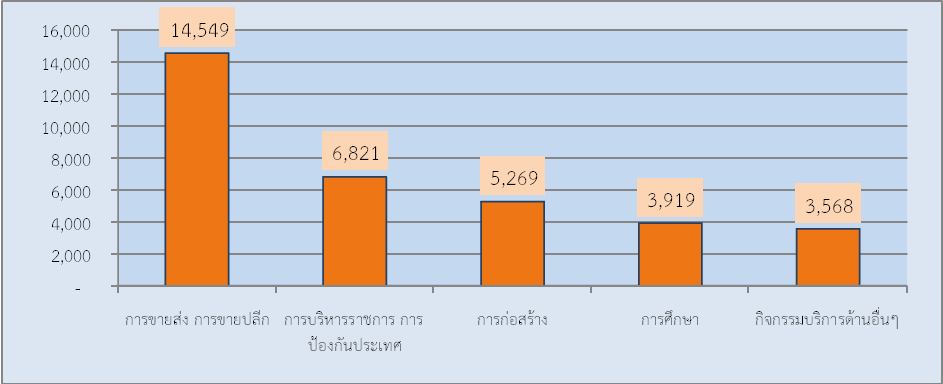 16,000
14,000
12,000
10,000
8,000
6,000
4,000
2,000
-
14,549
6,821
5,269
3,919
3,568
การขายส่ง การขายปลีก
การบริหารราชการ การ
ป้องกันประเทศ
การก่อสร้าง
การศึกษา
กิจกรรมบริการด้านอื่นๆ